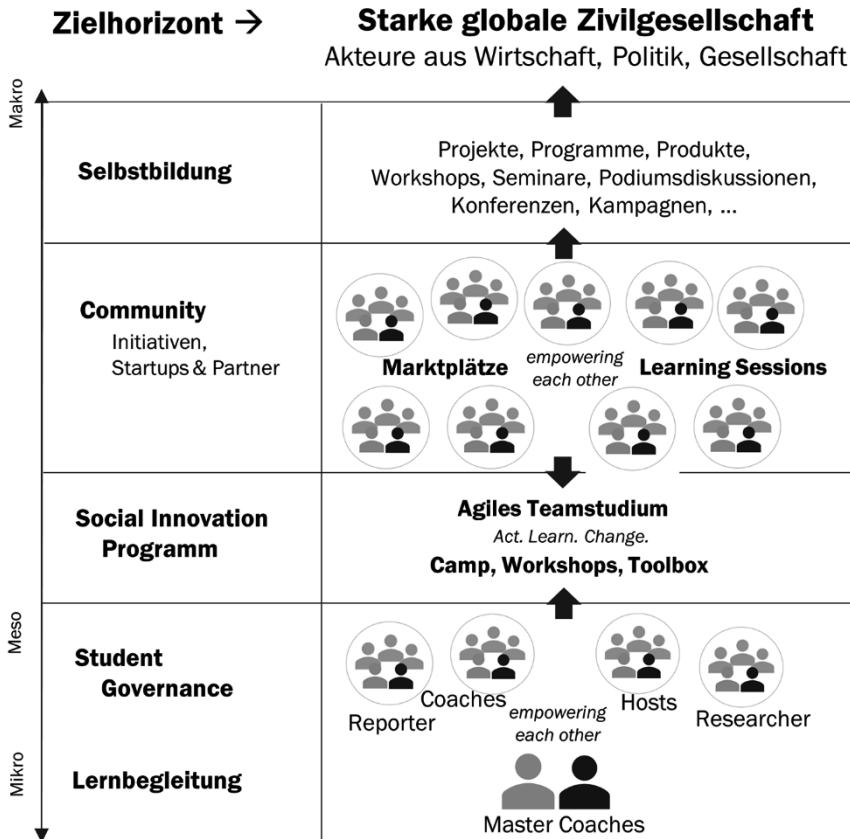 Zielhorizont →
Starke globale Zivilgesellschaft
Akteure aus Wirtschaft, Politik, Gesellschaft
Makro
Selbstbildung
Projekte, Programme, Produkte,
Workshops, Seminare, Podiumsdiskussionen,
Konferenzen, Kampagnen, ...
Community
Initiativen,
Startups & Partner
Marktplätze
empowering
each other
Learning Sessions
Social Innovation
Programm
Agiles Teamstudium
Act. Learn. Change.
Camp, Workshops, Toolbox
Meso
Student
Governance
Reporter
Coaches
empowering
each other
Hosts
Researcher
Mikro
Lernbegleitung
Master Coaches